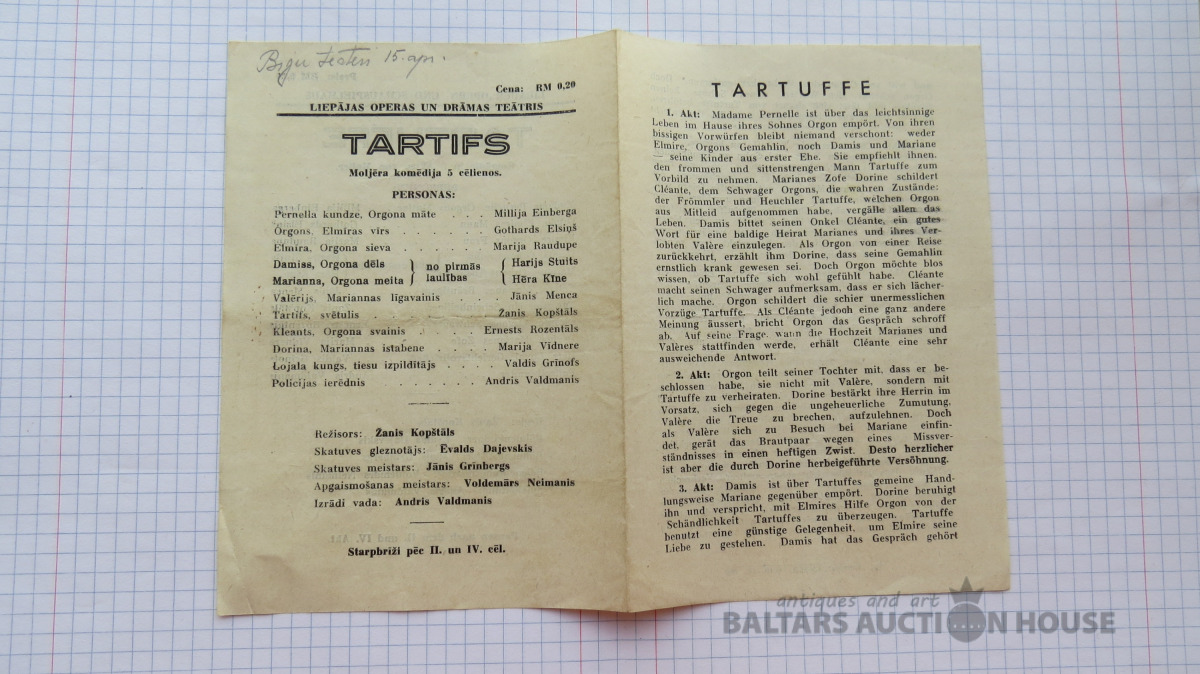 Biģu teāteri 15. apr.
Cena: RM 0,20
LIEPĀJAS OPERAS UN DRĀMAS TEĀTRIS
TARTIFS
Moljēra komēdija 5 cēlienos.
PERSONAS:
Pernella kundze, Orgona māte . . . Millija Einberga
Orgons, Elmīras vīrs . . . . . . Gothards Elsiņš
Elmīra, Orgona sieva . . . . . Marija Raudupe
Damiss, Orgona dēls } no pirmās { Harijs Stuits
Marianna, Orgona meita } laulības { Hēra Kīne
Valērijs, Mariannas līgavainis . . . Jānis Menca
Tartifs, svētulis . . . . . . . Žanis Kopštāls
Kleants, Orgona svainis . . . . . Ernests Rozentāls
Dorina, Mariannas istabene . . . . Marija Vīdnere
Lojala kungs, tiesu izpildītājs . . . . Valdis Grīnofs
Policijas ierēdnis . . . . . . Andris Valdmanis
Režisors: Žanis Kopštāls
Skatuves gleznotājs: Evalds Dajevskis
Skatuves meistars: Jānis Grīnbergs
Apgaismošanas meistars: Voldemārs Neimanis
Izrādi vada: Andris Valdmanis
Starpbrīži pēc II. un IV. cēl.
TARTUFFE
1. Akt: Madame Pernelle ist über das leichtsinnige
Leben im Hause ihres Sohnes Orgon empört. Von ihren
bissigen Vorwürfen bleibt niemand verschont: weder
Elmire, Orgons Gemahlin, noch Damis und Mariane
— seine Kinder aus erster Ehe. Sie empfiehlt ihnen,
den frommen und sittenstrengen Mann Tartuffe zum
Vorbild zu nehmen. Marianes Zofe Dorine schildert
Cléante, dem Schwager Orgons, die wahren Zustände:
der Frömmler und Heuchler Tartuffe, welchen Orgon
aus Mitleid aufgenommen habe, vergälle allen das
Leben. Damis bittet seinen Onkel Cléante, ein gutes
Wort für eine baldige Heirat Marianes und ihres Ver-
lobten Valère einzulegen. Als Orgon von einer Reise
zurückkehrt, erzählt ihm Dorine, dass seine Gemahlin
ernstlich krank gewesen sei. Doch Orgon möchte blos
wissen, ob Tartuffe sich wohl gefühlt habe. Cléante
macht seinen Schwager aufmerksam, dass er sich lächer-
lich mache. Orgon schildert die schier unermesslichen
Vorzüge Tartuffe. Als Cléante jedoch eine ganz andere
Meinung äussert, bricht Orgon das Gespräch schroff
ab. Auf seine Frage, wann die Hochzeit Marianes und
Valères stattfinden werde, erhält Cléante eine sehr
ausweichende Antwort.
2. Akt: Orgon teilt seiner Tochter mit, dass er be-
schlossen habe, sie nicht mit Valère, sondern mit
Tartuffe zu verheiraten. Dorine bestärkt ihre Herrin im
Vorsatz, sich gegen die ungeheuerliche Zumutung,
Valère die Treue zu brechen, aufzulehnen. Doch
als Valère sich zu Besuch bei Mariane einfin-
det, gerät das Brautpaar wegen eines Missver-
ständnisses in einen heftigen Zwist. Desto herzlicher
ist aber die durch Dorine herbeigeführte Versöhnung.
3. Akt: Damis ist über Tartuffes gemeine Hand-
lungsweise Mariane gegenüber empört. Dorine beruhigt
ihn und verspricht, mit Elmires Hilfe Orgon von der
Schändlichkeit Tartuffes zu überzeugen. Tartuffe
benutzt eine günstige Gelegenheit, um Elmire seine
Liebe zu gestehen. Damis hat das Gespräch gehört
antiques and art
BALTARS AUCTION HOUSE